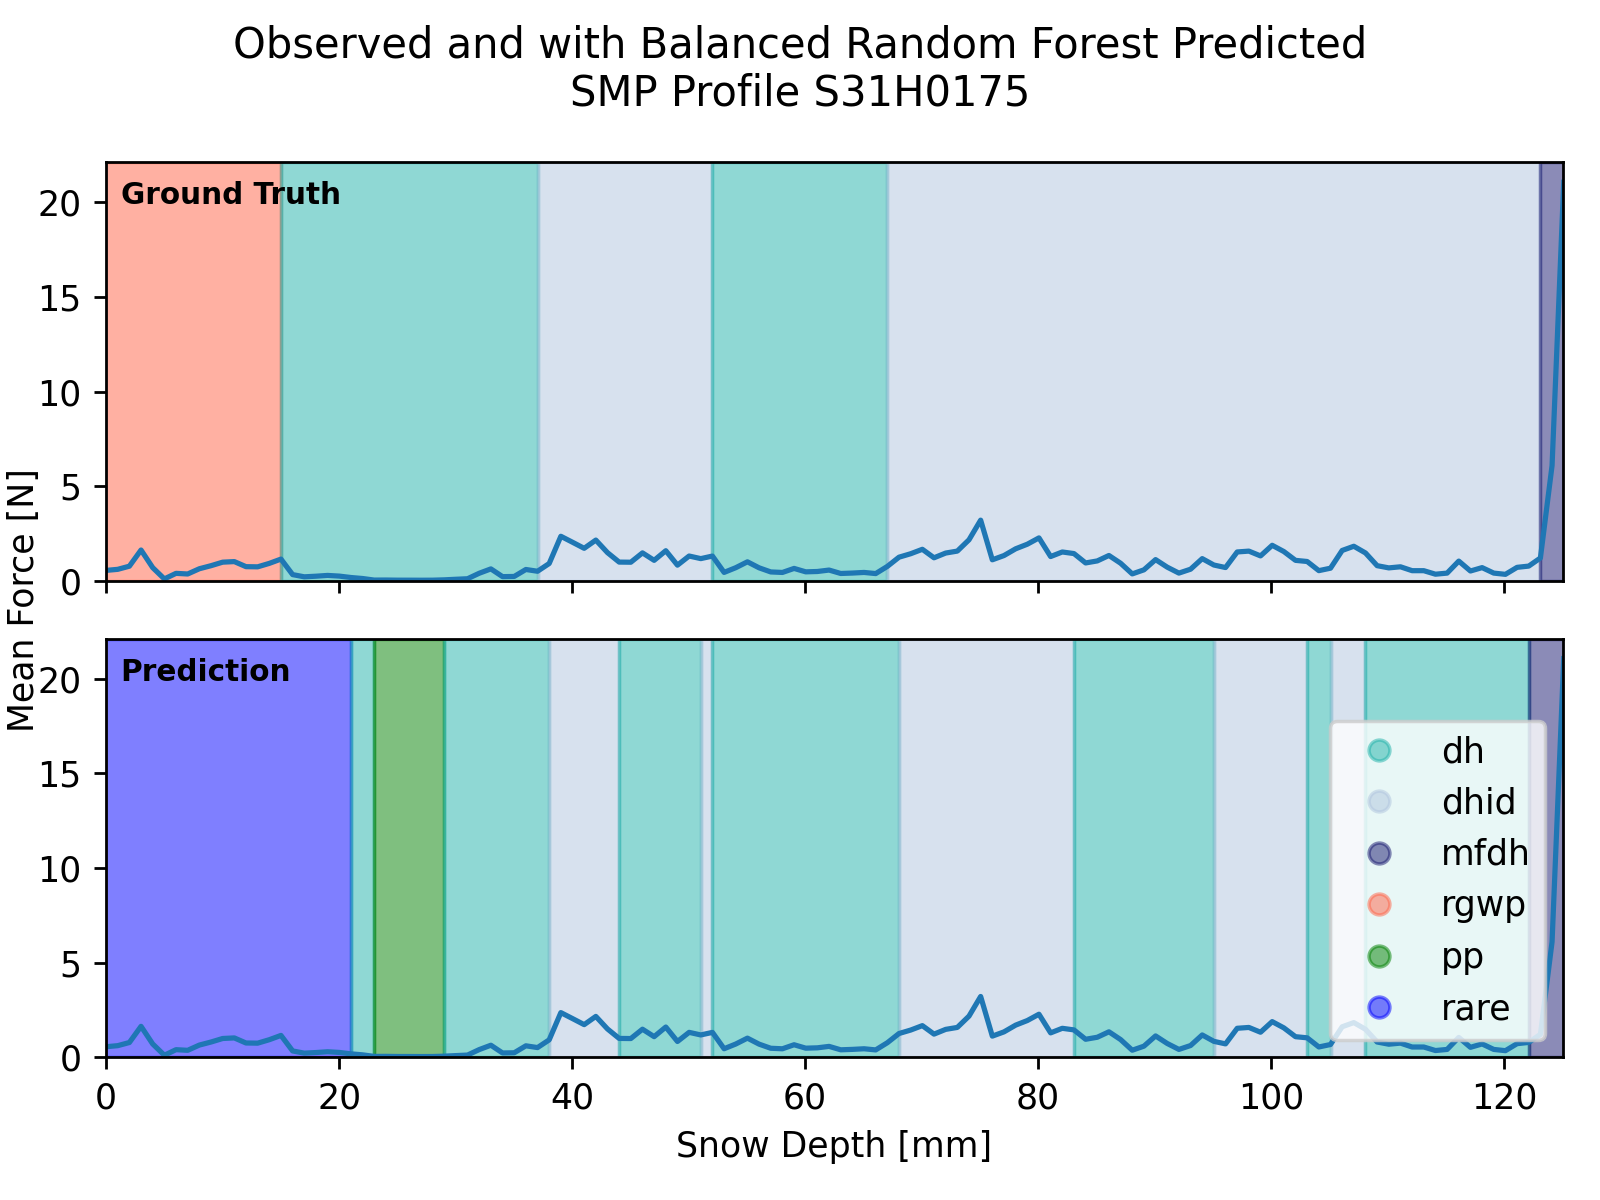 Observed and with Balanced Random Forest Predicted
SMP Profile S31H0175
Mean Force [N]
Ground Truth
20
15
10
5
0
Prediction
20
15
10
5
0
dh
dhid
mfdh
rgwp
pp
rare
0 20 40 60 80 100 120
Snow Depth [mm]